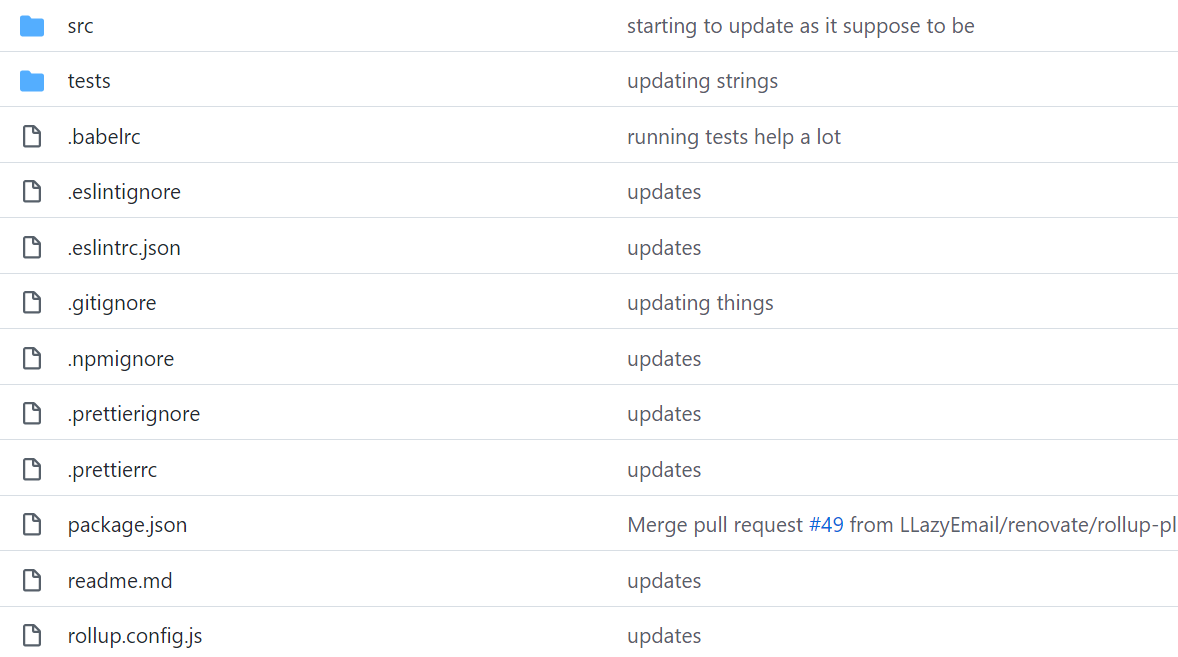 src starting to update as it suppose to be
tests updating strings
.babelrc running tests help a lot
.eslintignore updates
.eslintrc.json updates
.gitignore updating things
.npmignore updates
.prettierignore updates
.prettierrc updates
package.json Merge pull request #49 from LLazyEmail/renovate/rollup-pl
readme.md updates
rollup.config.js updates